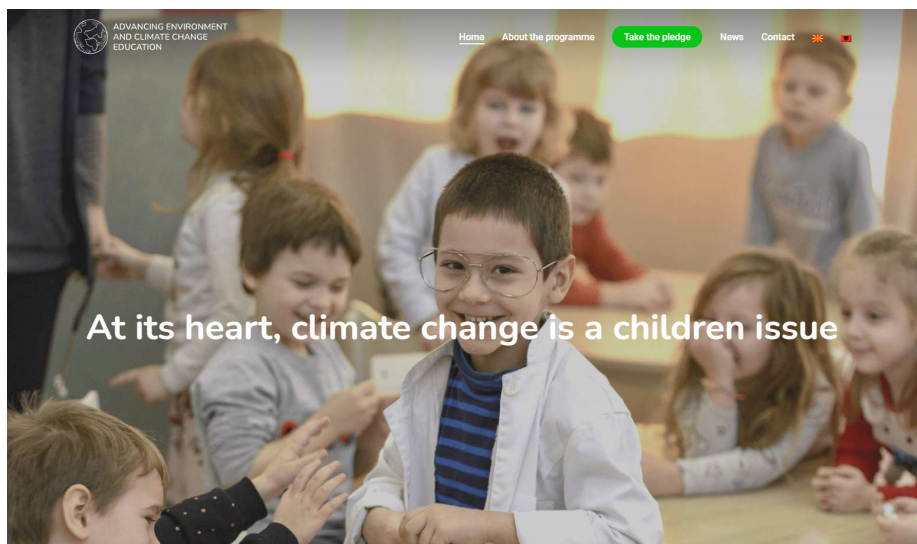 ADVANCING ENVIRONMENT
AND CLIMATE CHANGE
EDUCATION
Home About the programme Take the pledge News Contact
At its heart, climate change is a children issue